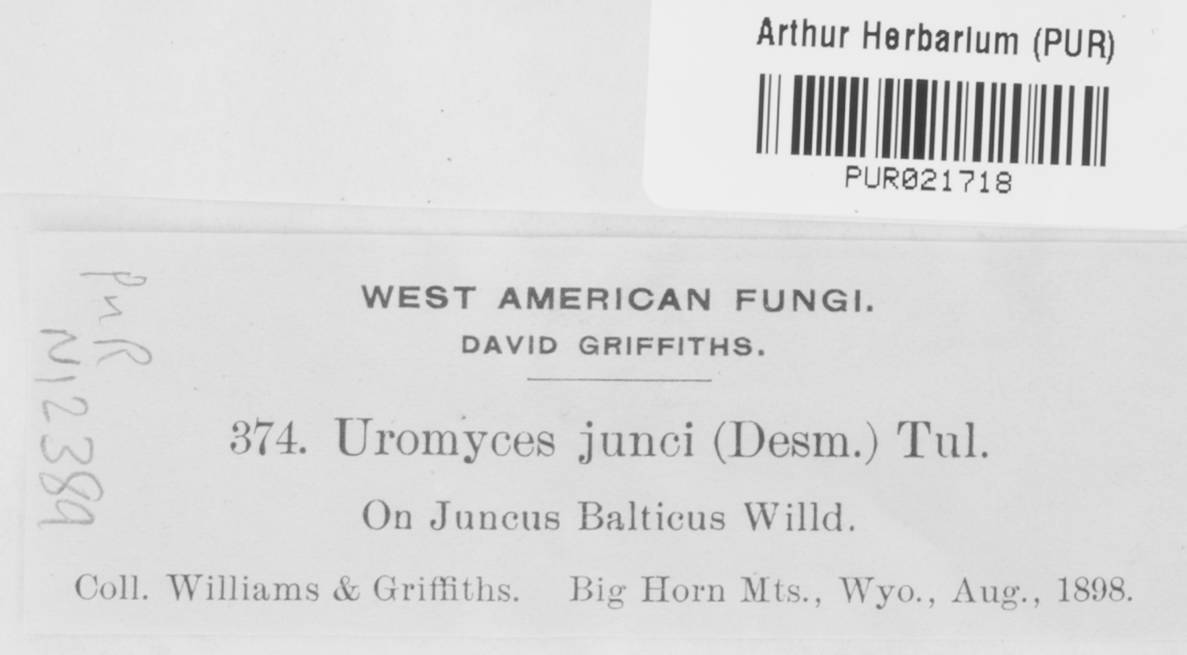 Arthur Herbarium (PUR)
PUR021718
WEST AMERICAN FUNGI.
DAVID GRIFFITHS.
374. Uromyces junci (Desm.) Tul.
On Juncus Balticus Willd.
Coll. Williams & Griffiths. Big Horn Mts., Wyo., Aug., 1898.
PUR
N12389